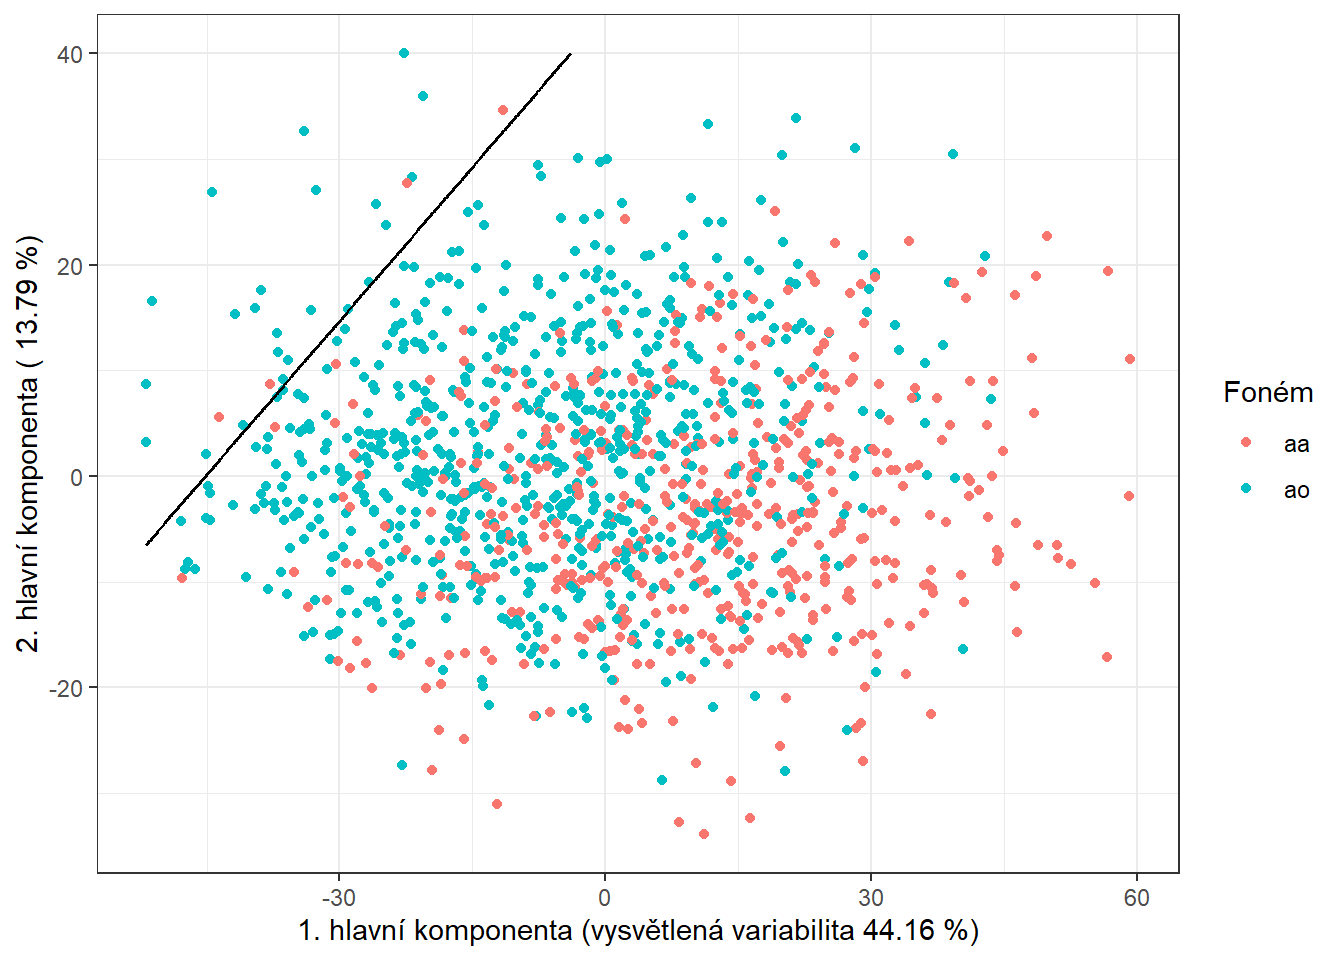 40
20
0
-20
-30
0
30
60
2. hlavní komponenta ( 13.79 %)
1. hlavní komponenta (vysvětlená variabilita 44.16 %)
Foném
aa
ao